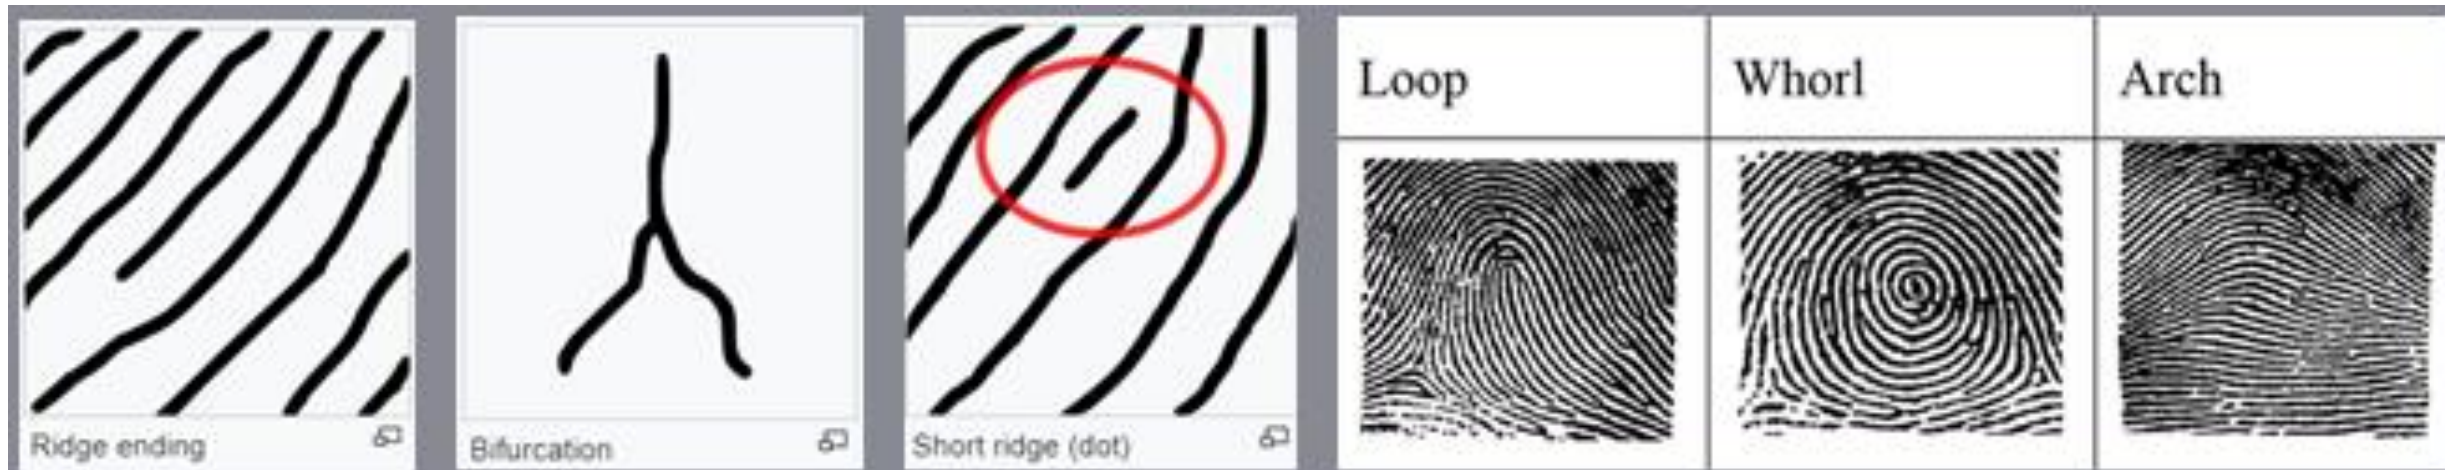 Ridge ending
Bifurcation
Short ridge (dot)
Loop
Whorl
Arch